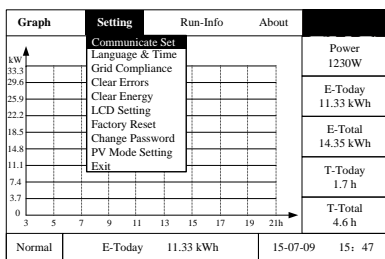 Graph Setting Run-Info About
Communicate Set
Language & Time
Grid Compliance
Clear Errors
Clear Energy
LCD Setting
Factory Reset
Change Password
PV Mode Setting
Exit
kW
33.3
29.6
25.9
22.2
18.5
14.8
11.1
7.4
3.7
0
3 5 7 9 11 13 15 17 19 21h
Power
1230W
E-Today
11.33 kWh
E-Total
14.35 kWh
T-Today
1.7 h
T-Total
4.6 h
Normal E-Today 11.33 kWh 15-07-09 15: 47